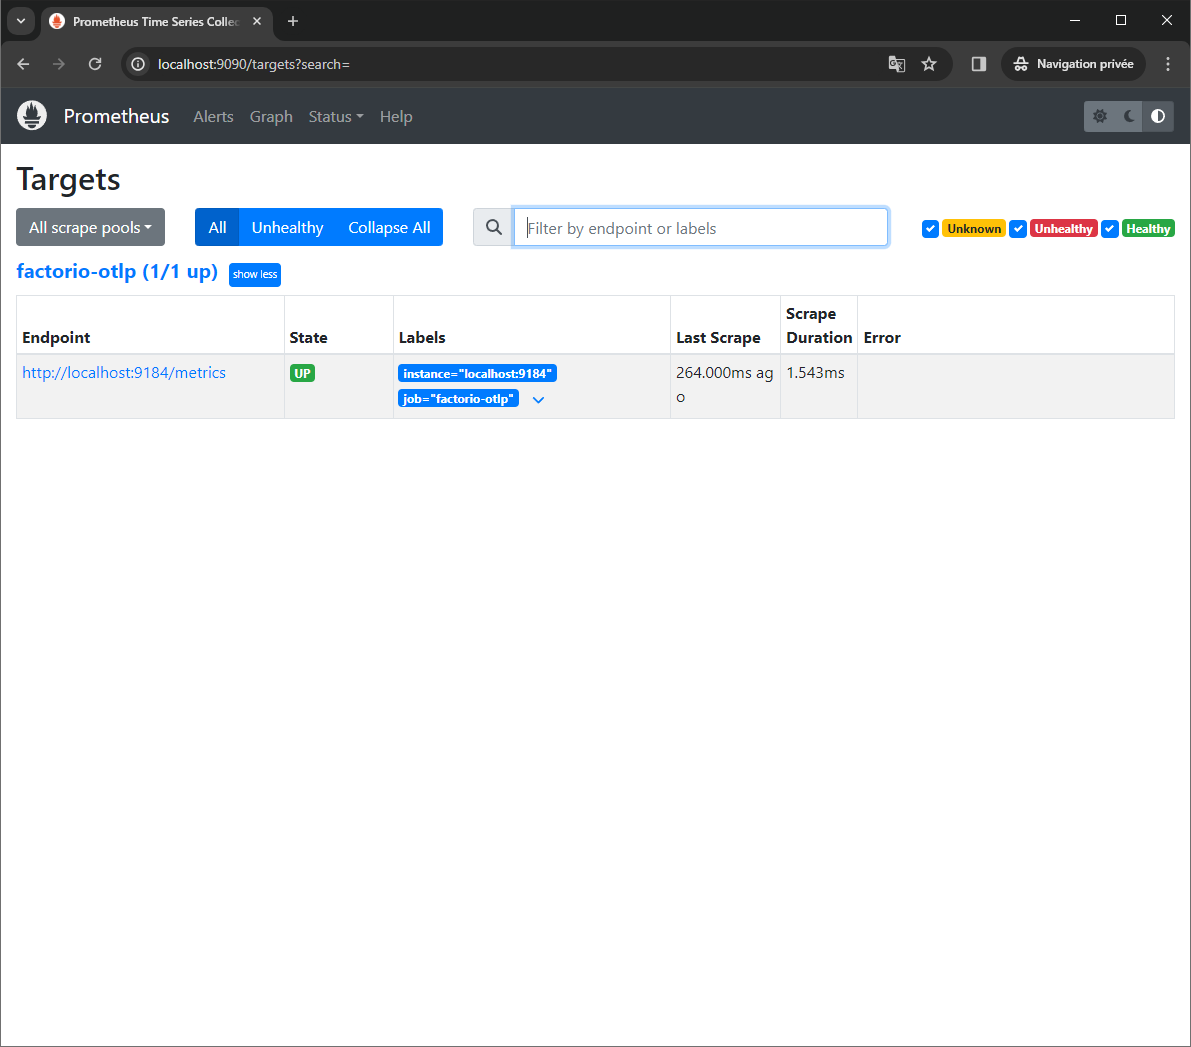 Prometheus Time Series Collec
localhost:9090/targets?search=
Navigation privée
Prometheus Alerts Graph Status Help
Targets
All scrape pools All Unhealthy Collapse All Filter by endpoint or labels Unknown Unhealthy Healthy
factorio-otlp (1/1 up) show less
Endpoint State Labels Last Scrape Scrape Duration Error
http://localhost:9184/metrics UP instance="localhost:9184" 264.000ms ag 1.543ms
job="factorio-otlp" o